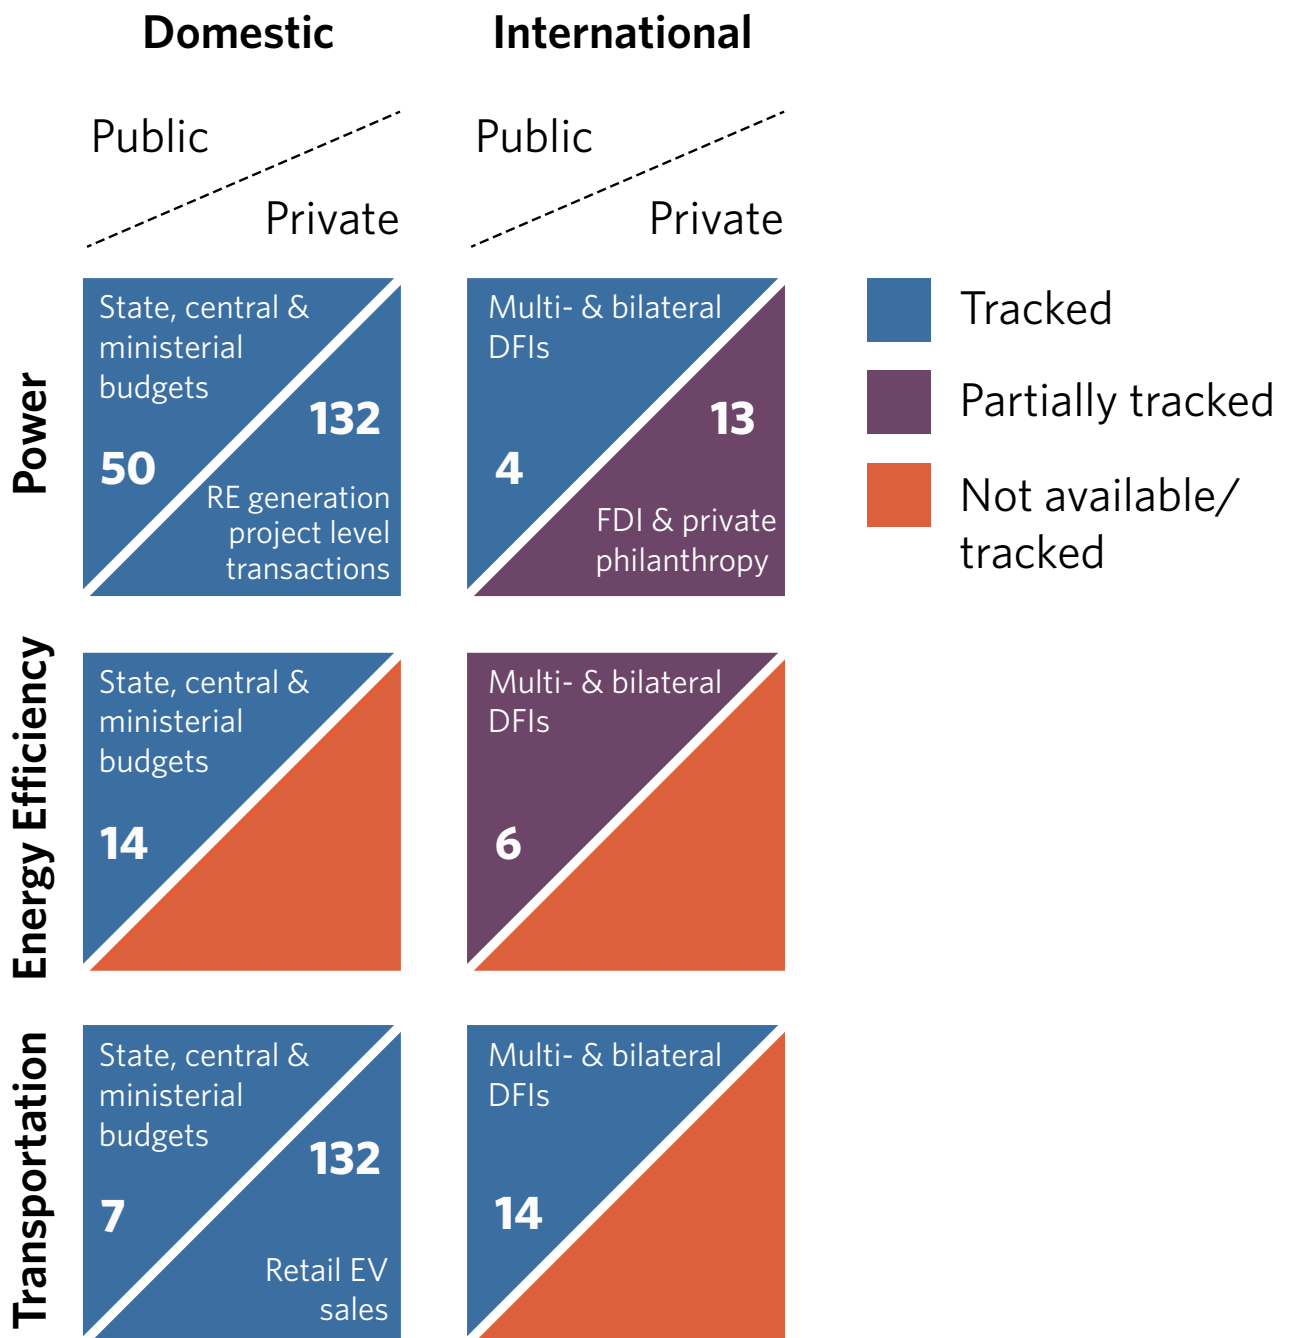 Domestic
International
Public
Private
Public
Private
Power
State, central &
ministerial
budgets
50
132
RE generation
project level
transactions
Multi- & bilateral
DFIs
4
13
FDI & private
philanthropy
Tracked
Partially tracked
Not available/
tracked
Energy Efficiency
State, central &
ministerial
budgets
14
Multi- & bilateral
DFIs
6
Transportation
State, central &
ministerial
budgets
7
132
Retail EV
sales
Multi- & bilateral
DFIs
14